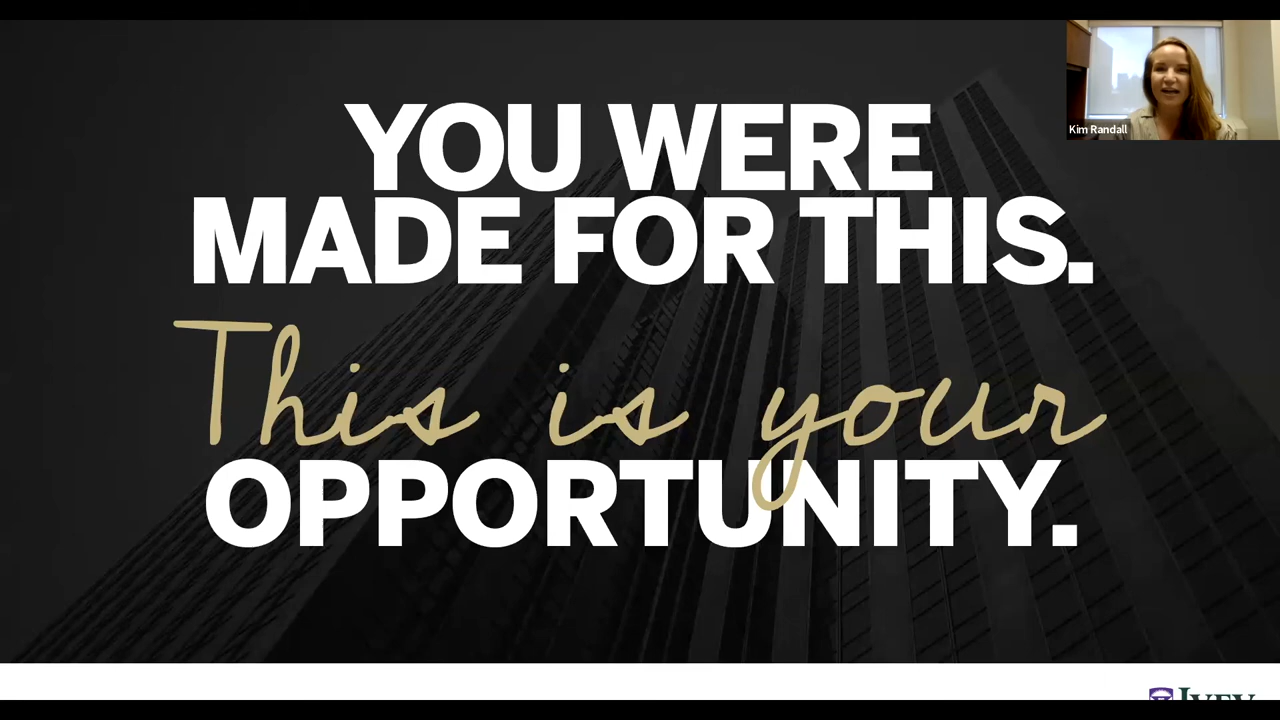 YOU WERE
MADE FOR THIS.
This is your
OPPORTUNITY.
Kim Randall